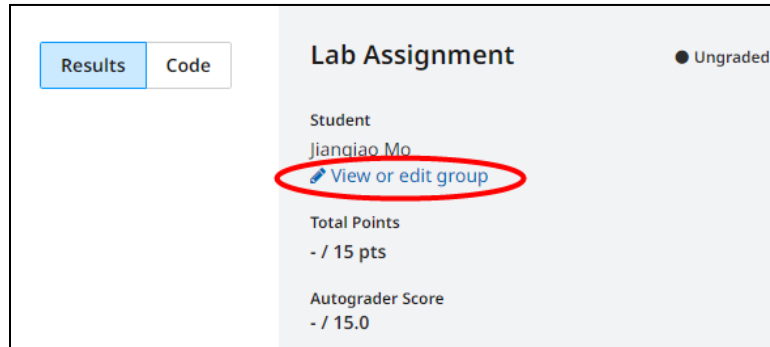 Results
Code
Lab Assignment
Ungraded
Student
Jianqiao Mo
View or edit group
Total Points
- / 15 pts
Autograder Score
- / 15.0